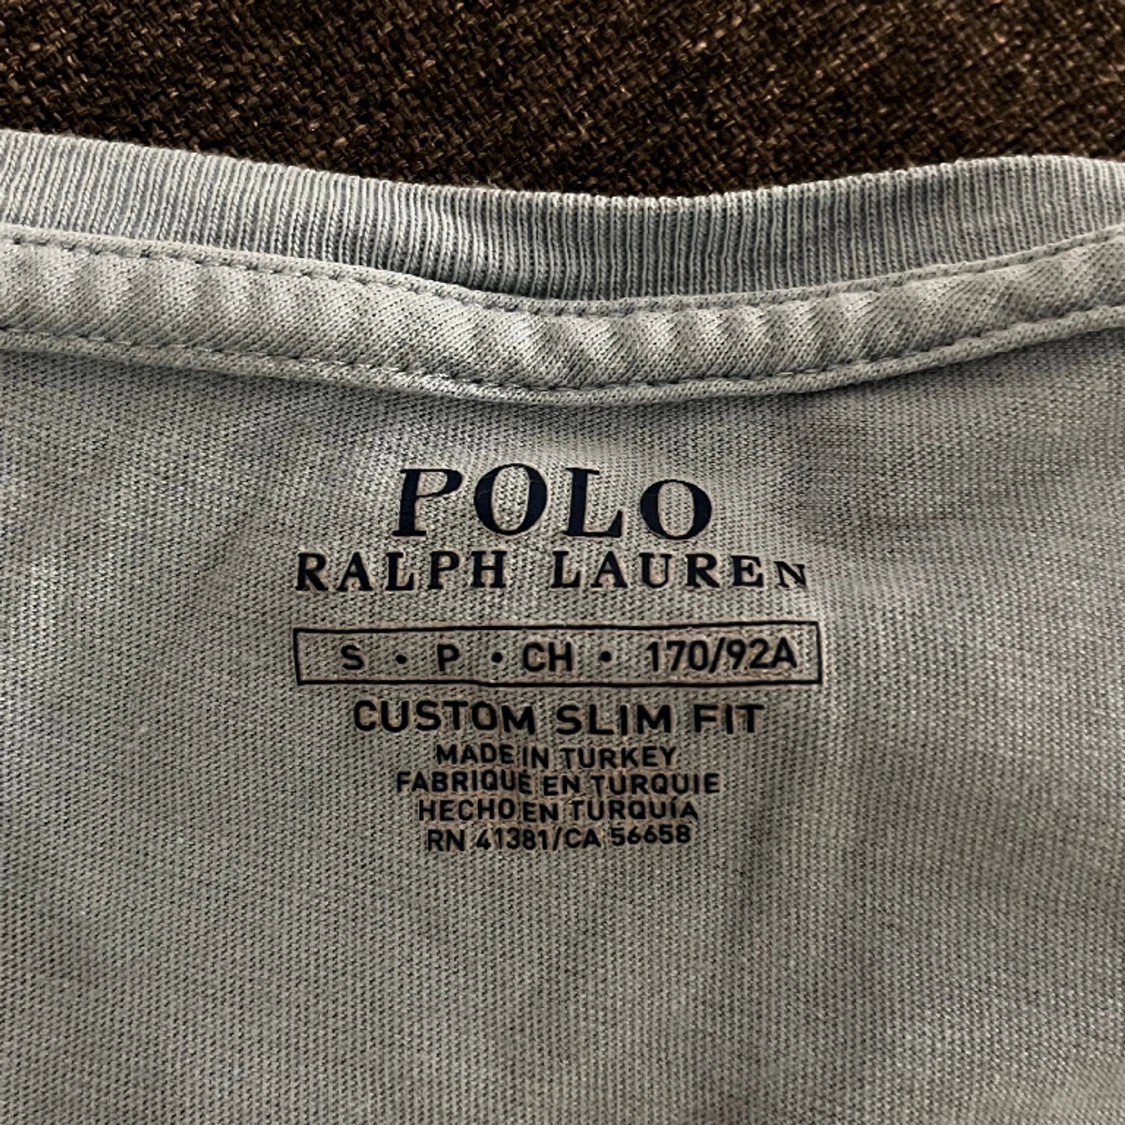 POLO
RALPH LAUREN
S • P • CH • 170/92A
CUSTOM SLIM FIT
MADE IN TURKEY
FABRIQUÉ EN TURQUIE
HECHO EN TURQUÍA
RN 41381/CA 56658